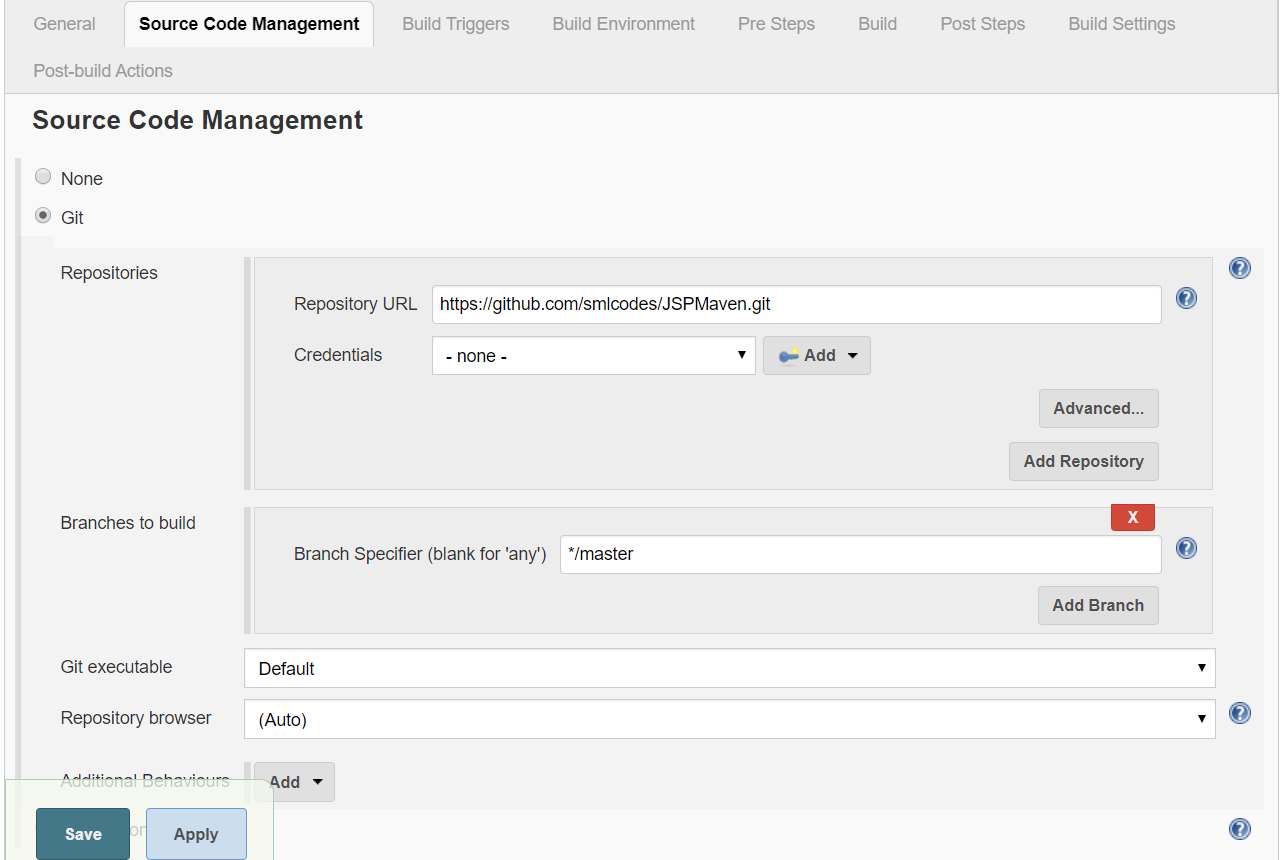 General Source Code Management Build Triggers Build Environment Pre Steps Build Post Steps Build Settings
Post-build Actions
Source Code Management
None
Git
Repositories
Repository URL https://github.com/smlcodes/JSPMaven.git
Credentials - none - Add
Advanced...
Add Repository
Branches to build
X
Branch Specifier (blank for 'any') */master
Add Branch
Git executable Default
Repository browser (Auto)
Additional Behaviours Add
Save Apply